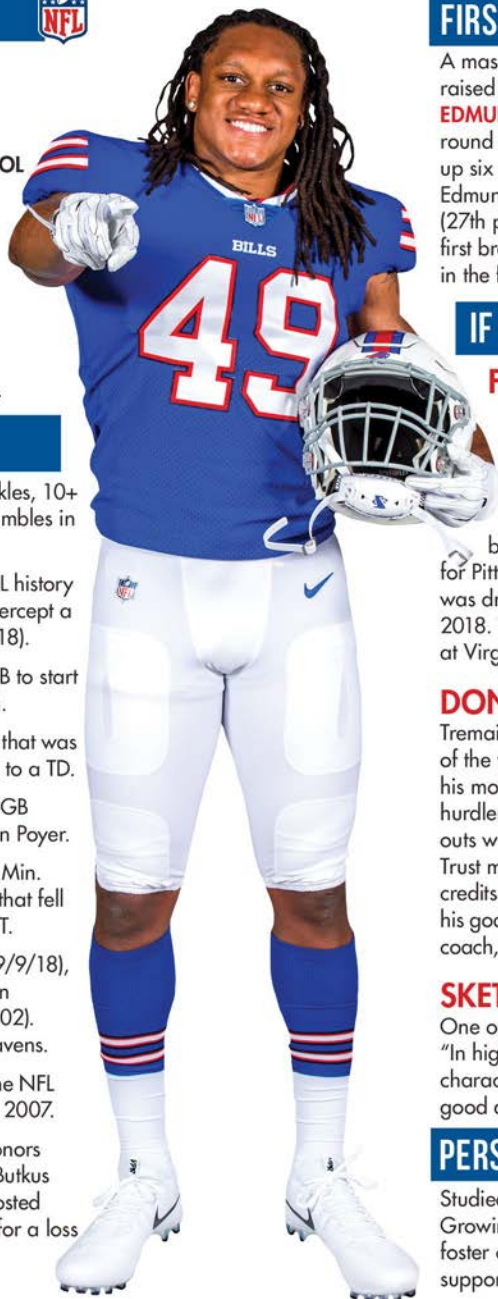 NFL
OL
kles, 10+
mbles in
L history
ercept a
18).
B to start
that was
to a TD.
GB
n Poyer.
Min.
that fell
T.
9/9/18),
n
02).
avens.
he NFL
2007.
onors
Butkus
osted
for a loss
NFL
BILLS
49
FIRS
A mas
raised
EDMU
round
up six
Edmun
(27th p
first bro
in the f
IF
F
b
for Pitt
was dr
2018.
at Virg
DON
Tremai
of the
his mo
hurdle
outs w
Trust m
credits
his goo
coach,
SKET
One o
"In hig
charac
good c
PERS
Studie
Growin
foster
suppor